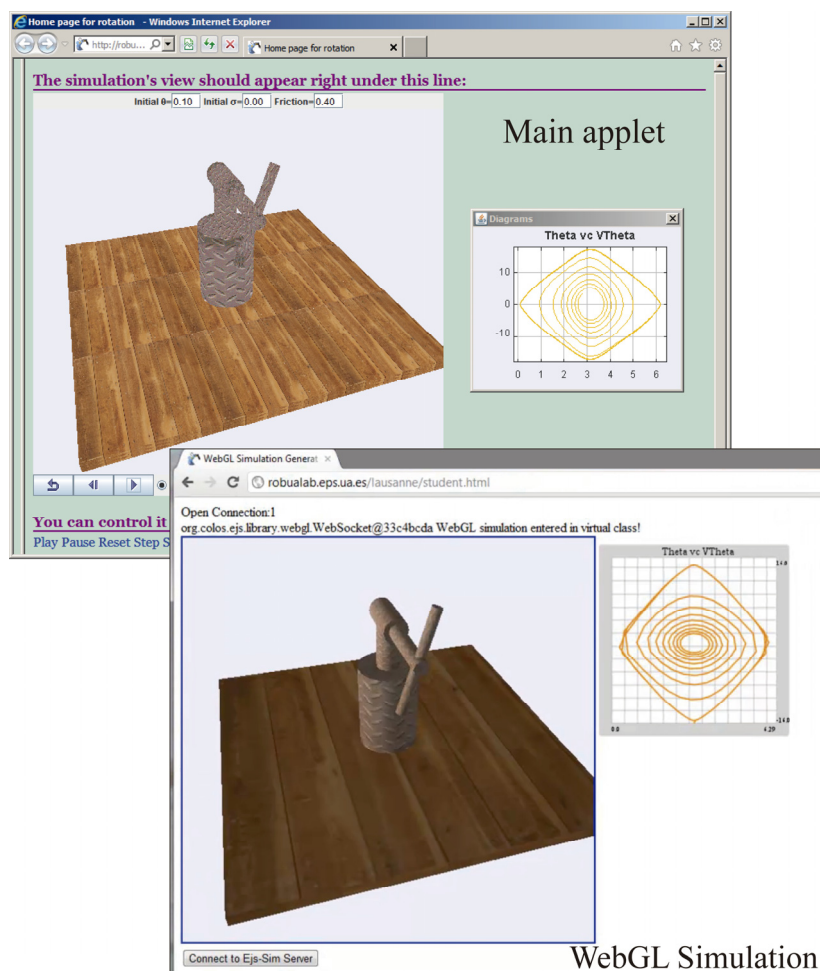 Home page for rotation - Windows Internet Explorer
http://robu...
Home page for rotation
The simulation's view should appear right under this line:
Initial θ= 0.10 Initial σ= 0.00 Friction= 0.40
Main applet
Diagrams
Theta vc VTheta
10
0
-10
0 1 2 3 4 5 6
You can control it
Play Pause Reset Step S
WebGL Simulation Generat
robualab.eps.ua.es/lausanne/student.html
Open Connection:1
org.colos.ejs.library.webgl.WebSocket@33c4bcda WebGL simulation entered in virtual class!
Theta vc VTheta
14.0
-14.0
0.0 6.29
Connect to Ejs-Sim Server
WebGL Simulation